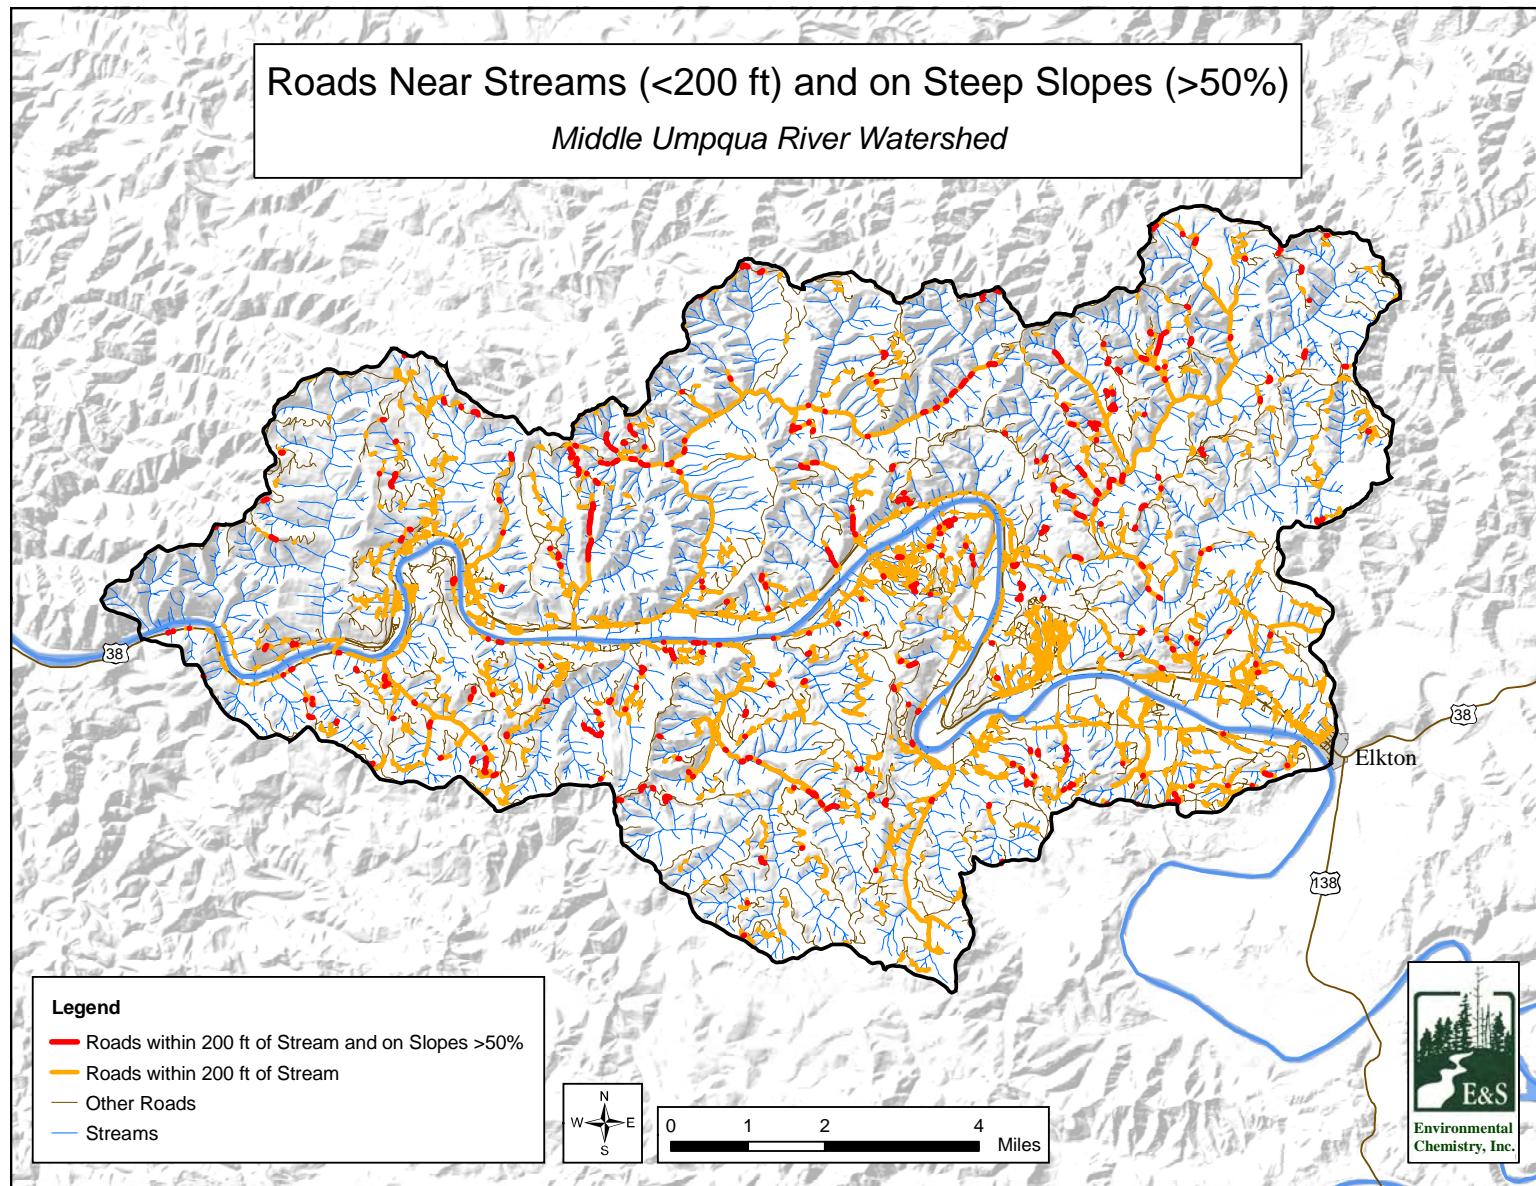 Roads Near Streams (<200 ft) and on Steep Slopes (>50%)
Middle Umpqua River Watershed
38
38
Elkton
138
Legend
Roads within 200 ft of Stream and on Slopes >50%
Roads within 200 ft of Stream
Other Roads
Streams
N
W E
S
0 1 2 4
Miles
E&S
Environmental
Chemistry, Inc.